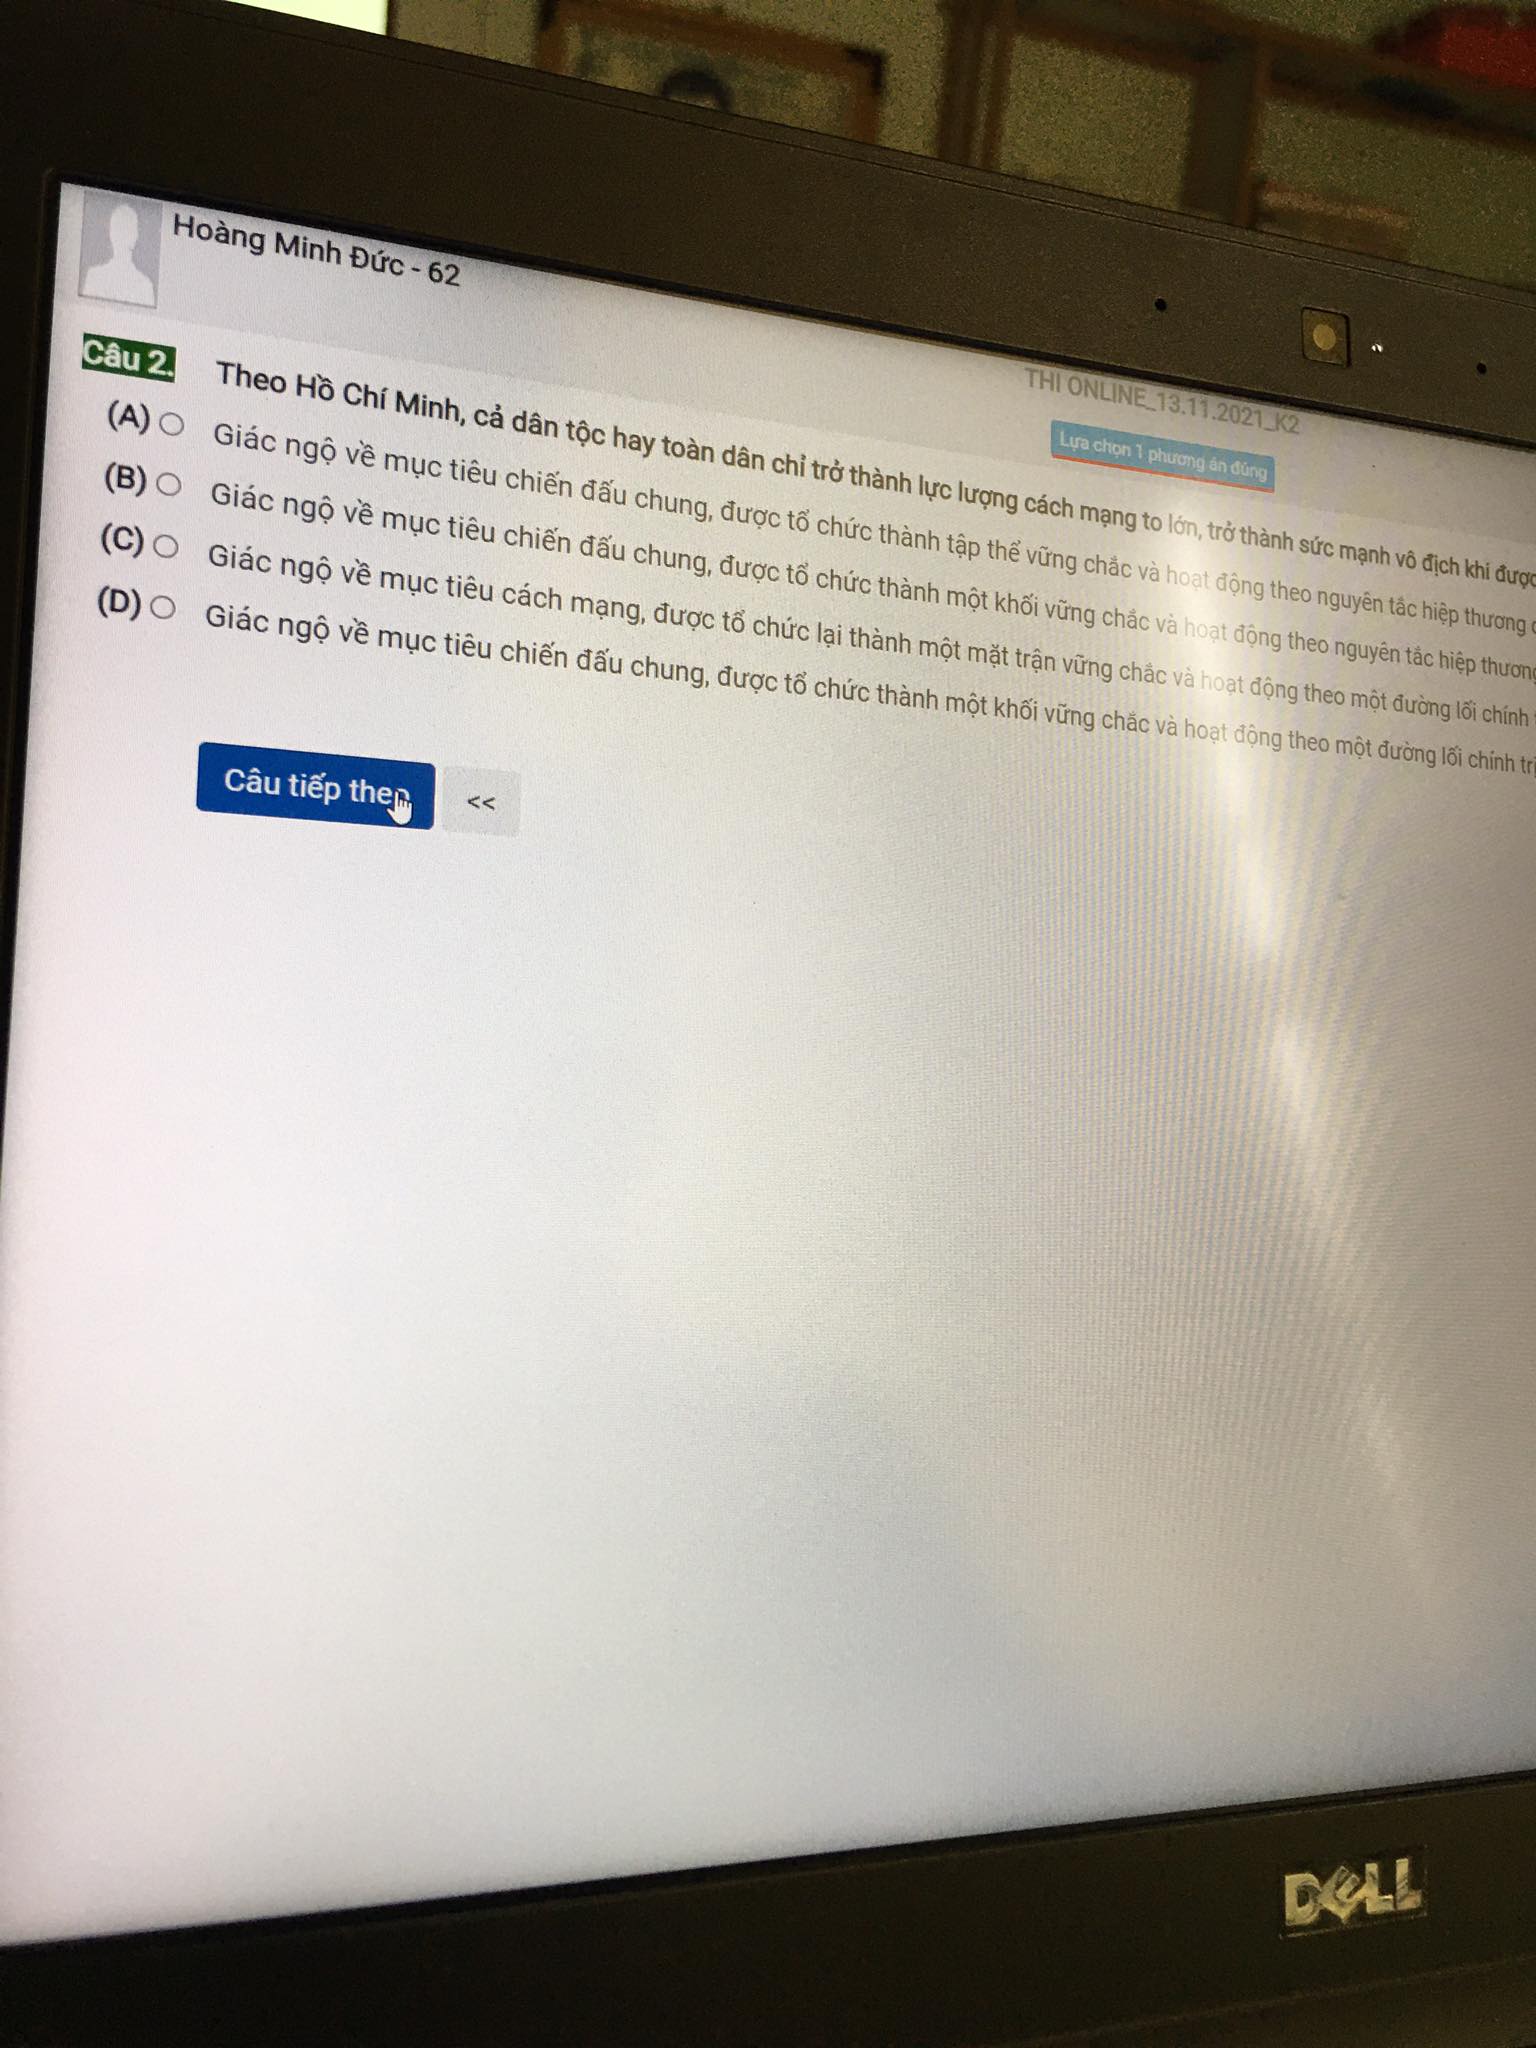 Hoàng Minh Đức - 62
THI ONLINE_13.11.2021_K2
Lựa chọn 1 phương án đúng
Câu 2. Theo Hồ Chí Minh, cả dân tộc hay toàn dân chỉ trở thành lực lượng cách mạng to lớn, trở thành sức mạnh vô địch khi được
(A) Giác ngộ về mục tiêu chiến đấu chung, được tổ chức thành tập thể vững chắc và hoạt động theo nguyên tắc hiệp thương
(B) Giác ngộ về mục tiêu chiến đấu chung, được tổ chức thành một khối vững chắc và hoạt động theo nguyên tắc hiệp thương
(C) Giác ngộ về mục tiêu cách mạng, được tổ chức lại thành một mặt trận vững chắc và hoạt động theo một đường lối chính
(D) Giác ngộ về mục tiêu chiến đấu chung, được tổ chức thành một khối vững chắc và hoạt động theo một đường lối chính trị
Câu tiếp theo <<
DELL